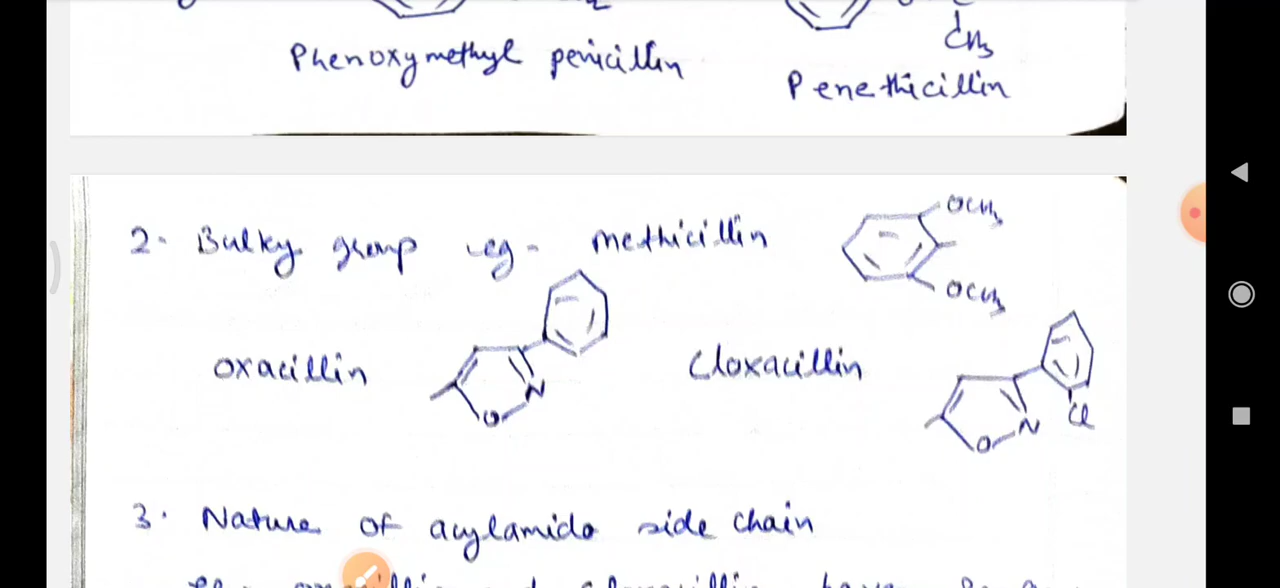 CH3
Phenoxymethyl penicillin
Penethicillin
2. Bulky group eg - methicillin
OCH3
OCH3
oxacillin
N
O
Cloxacillin
N
O
Cl
3. Nature of acylamido side chain